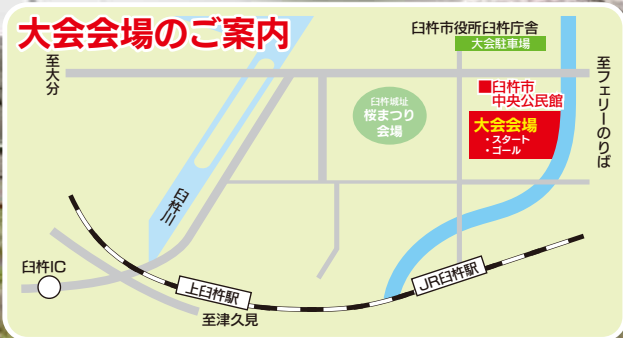 大会会場のご案内
臼杵市役所臼杵庁舎
大会駐車場
至大分
至フェリーのりば
■臼杵市
中央公民館
臼杵城址
桜まつり
会場
大会会場
・スタート
・ゴール
臼杵川
臼杵IC
上臼杵駅
JR臼杵駅
至津久見